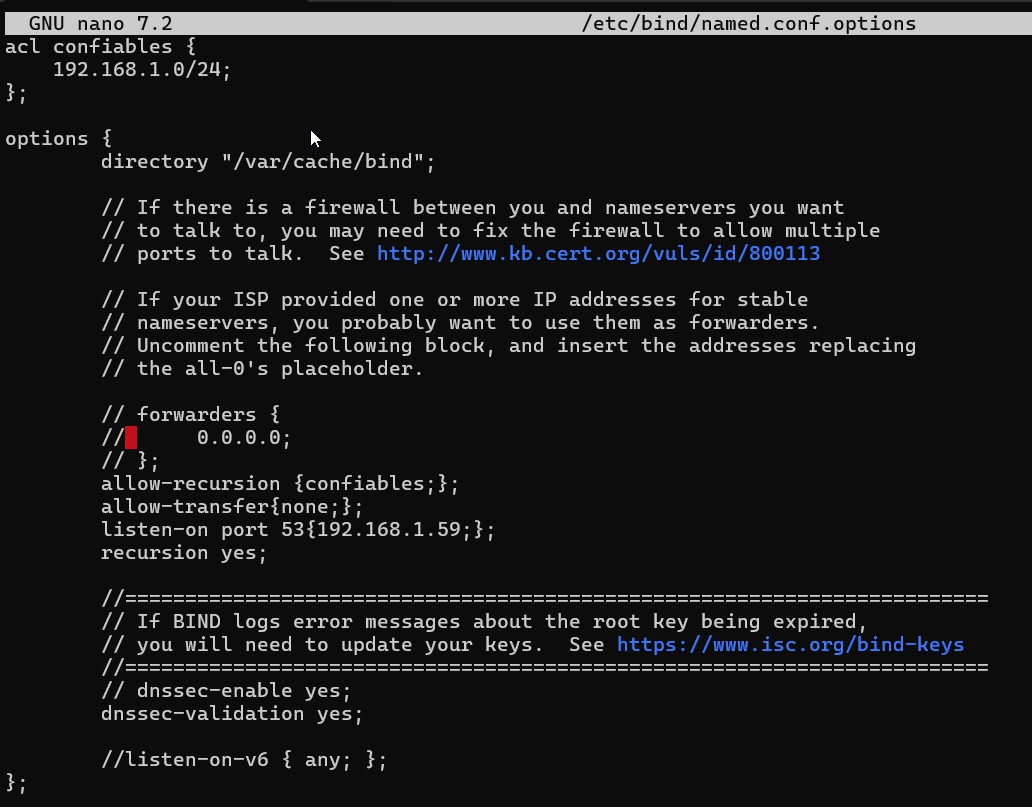 GNU nano 7.2 /etc/bind/named.conf.options
acl confiables {
    192.168.1.0/24;
};
options {
        directory "/var/cache/bind";
        // If there is a firewall between you and nameservers you want
        // to talk to, you may need to fix the firewall to allow multiple
        // ports to talk.  See http://www.kb.cert.org/vuls/id/800113
        // If your ISP provided one or more IP addresses for stable
        // nameservers, you probably want to use them as forwarders.
        // Uncomment the following block, and insert the addresses replacing
        // the all-0's placeholder.
        // forwarders {
        //      0.0.0.0;
        // };
        allow-recursion {confiables;};
        allow-transfer{none;};
        listen-on port 53{192.168.1.59;};
        recursion yes;
        //========================================================================
        // If BIND logs error messages about the root key being expired,
        // you will need to update your keys.  See https://www.isc.org/bind-keys
        //========================================================================
        // dnssec-enable yes;
        dnssec-validation yes;
        //listen-on-v6 { any; };
};